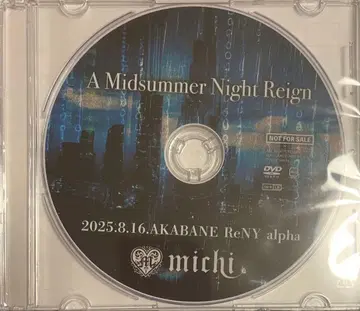 A Midsummer Night Reign
NOT FOR SALE
DVD
2025.8.16.AKABANE ReNY alpha
michi.